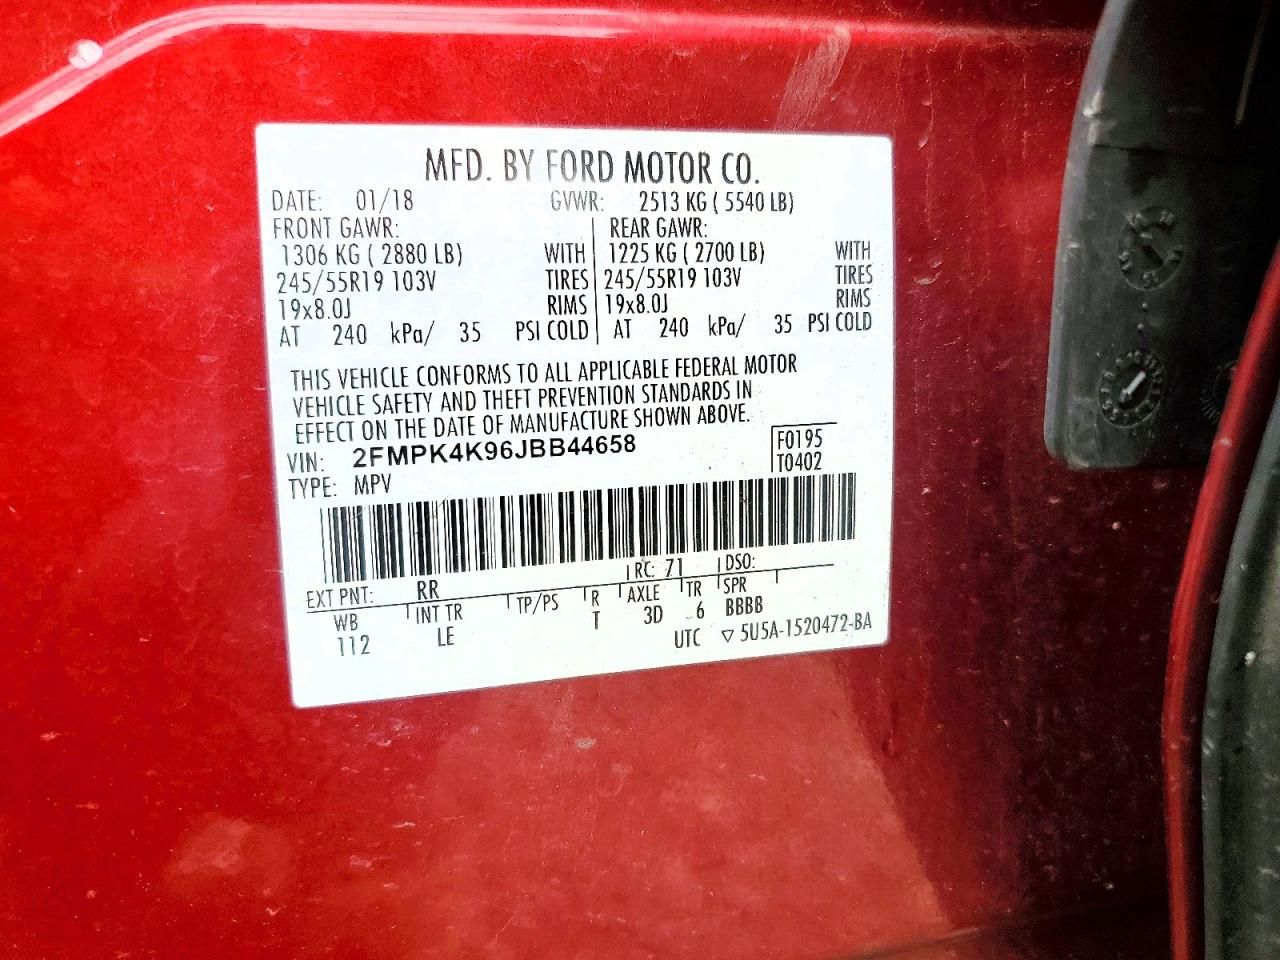 MFD. BY FORD MOTOR CO.
DATE: 01/18 GVWR: 2513 KG ( 5540 LB)
FRONT GAWR: REAR GAWR:
1306 KG ( 2880 LB) WITH 1225 KG ( 2700 LB) WITH
245/55R19 103V TIRES 245/55R19 103V TIRES
19x8.0J RIMS 19x8.0J RIMS
AT 240 kPa/ 35 PSI COLD AT 240 kPa/ 35 PSI COLD
THIS VEHICLE CONFORMS TO ALL APPLICABLE FEDERAL MOTOR
VEHICLE SAFETY AND THEFT PREVENTION STANDARDS IN
EFFECT ON THE DATE OF MANUFACTURE SHOWN ABOVE.
VIN: 2FMPK4K96JBB44658 F0195
TYPE: MPV T0402
EXT PNT: RR RC: 71 DSO:
WB INT TR TP/PS R AXLE TR SPR
112 LE T 3D 6 BBBB
UTC ▽ 5U5A-1520472-BA